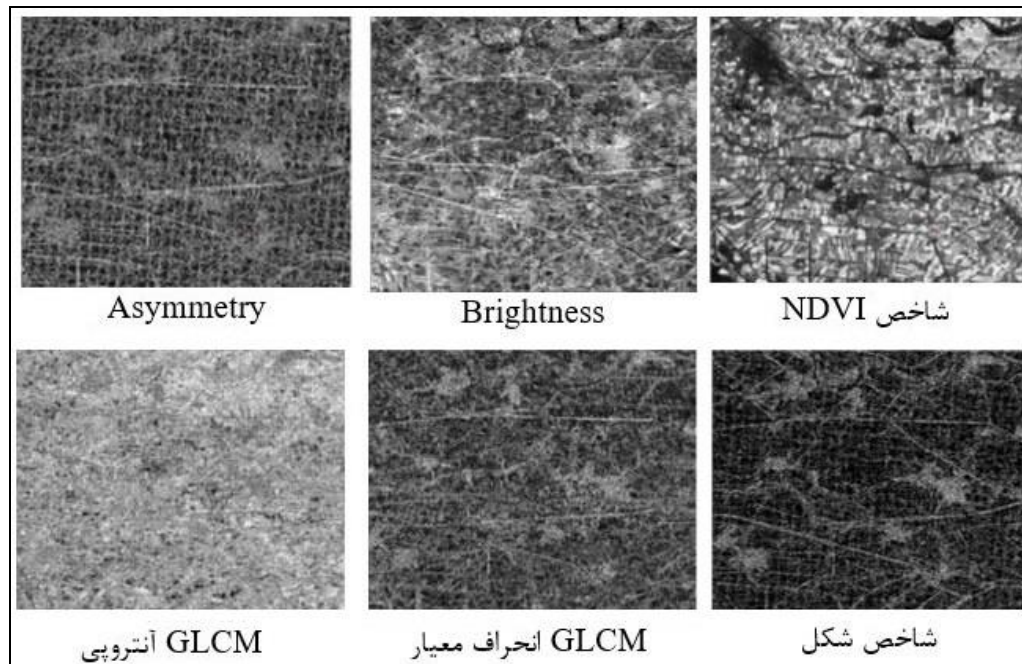 Asymmetry
Brightness
شاخص NDVI
GLCM آنتروپی
GLCM انحراف معیار
شاخص شکل